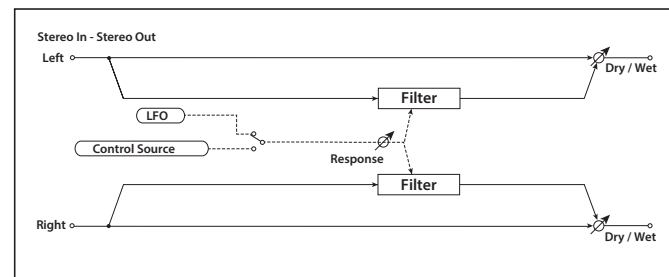 Stereo In - Stereo Out
Left
Dry / Wet
Filter
LFO
Control Source
Response
Filter
Right
Dry / Wet